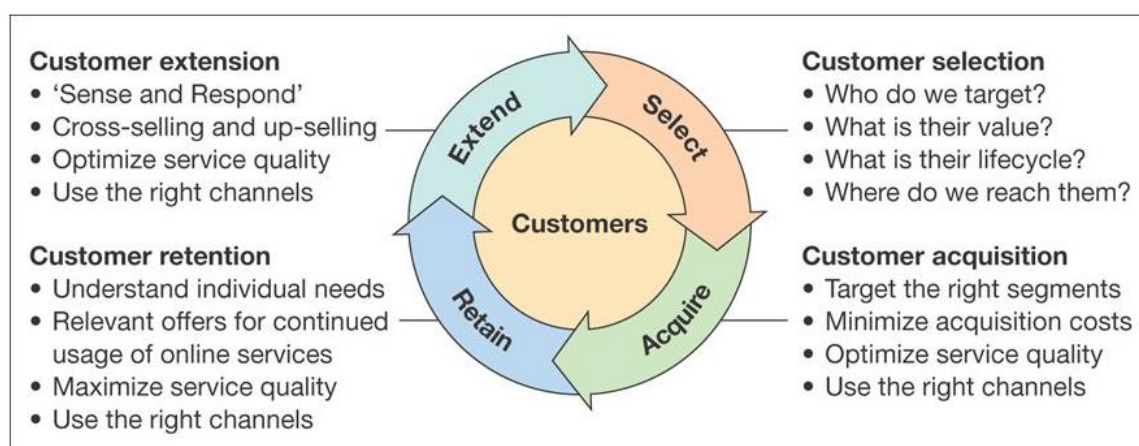 Customer extension
• ‘Sense and Respond’
• Cross-selling and up-selling
• Optimize service quality
• Use the right channels
Customer selection
• Who do we target?
• What is their value?
• What is their lifecycle?
• Where do we reach them?
Extend
Select
Customers
Retain
Acquire
Customer retention
• Understand individual needs
• Relevant offers for continued
usage of online services
• Maximize service quality
• Use the right channels
Customer acquisition
• Target the right segments
• Minimize acquisition costs
• Optimize service quality
• Use the right channels